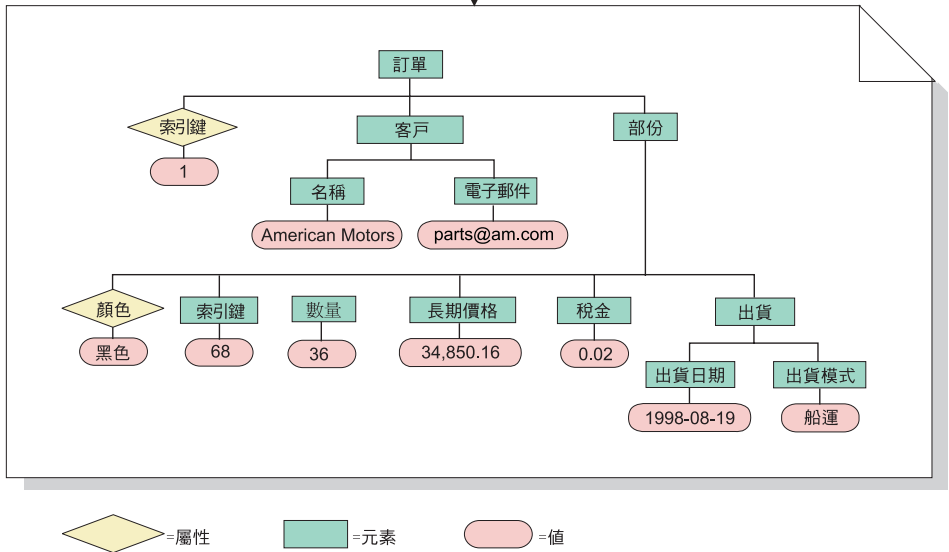 訂單
索引鍵
客戶
部份
1
名稱
電子郵件
American Motors
parts@am.com
顏色
索引鍵
數量
長期價格
稅金
出貨
黑色
68
36
34,850.16
0.02
出貨日期
出貨模式
1998-08-19
船運
=屬性
=元素
=值